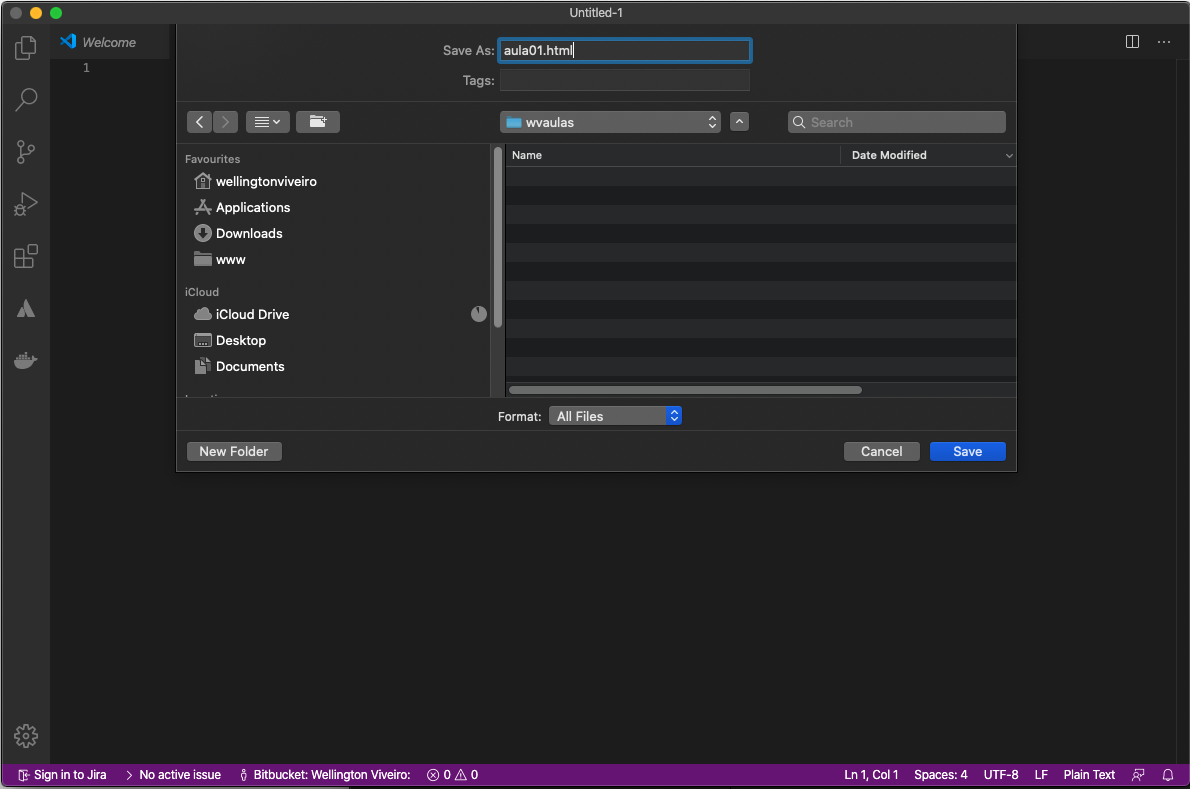 Untitled-1
Welcome
1
Save As: aula01.html
Tags:
wvaulas
Search
Favourites
wellingtonviveiro
Applications
Downloads
www
iCloud
iCloud Drive
Desktop
Documents
Name
Date Modified
Format: All Files
New Folder
Cancel
Save
Sign in to Jira
No active issue
Bitbucket: Wellington Viveiro:
0
0
Ln 1, Col 1
Spaces: 4
UTF-8
LF
Plain Text